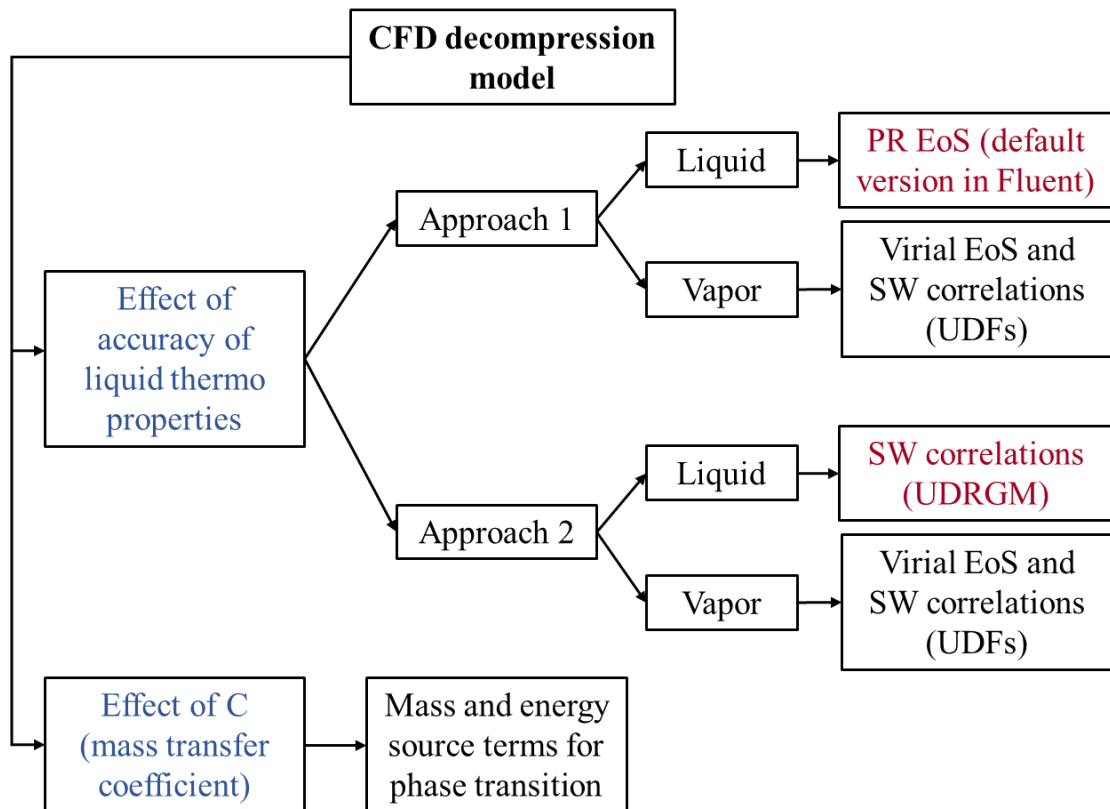 CFD decompression
model
Effect of
accuracy of
liquid thermo
properties
Approach 1
Liquid
PR EoS (default
version in Fluent)
Vapor
Virial EoS and
SW correlations
(UDFs)
Approach 2
Liquid
SW correlations
(UDRGM)
Vapor
Virial EoS and
SW correlations
(UDFs)
Effect of C
(mass transfer
coefficient)
Mass and energy
source terms for
phase transition